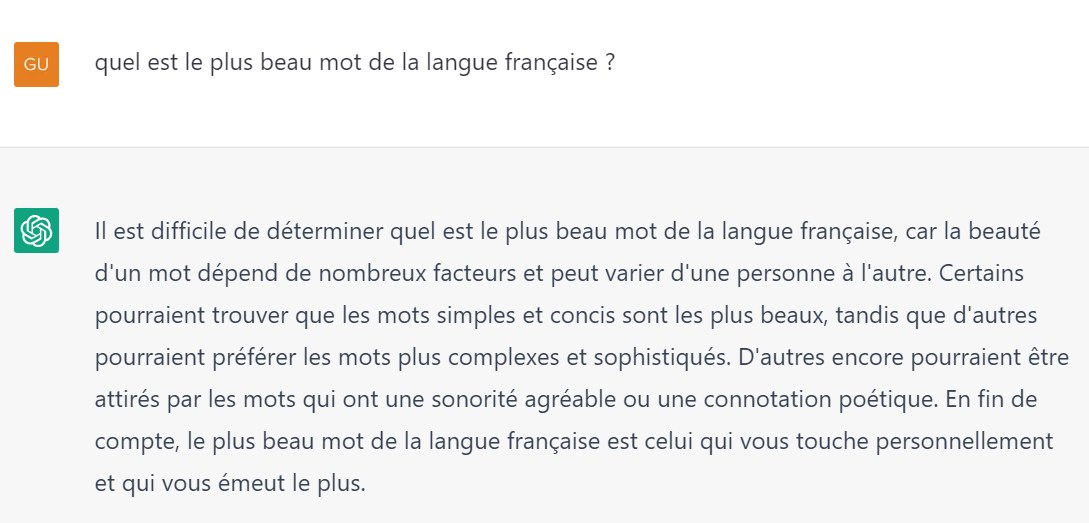 GU
quel est le plus beau mot de la langue française ?
Il est difficile de déterminer quel est le plus beau mot de la langue française, car la beauté
d'un mot dépend de nombreux facteurs et peut varier d'une personne à l'autre. Certains
pourraient trouver que les mots simples et concis sont les plus beaux, tandis que d'autres
pourraient préférer les mots plus complexes et sophistiqués. D'autres encore pourraient être
attirés par les mots qui ont une sonorité agréable ou une connotation poétique. En fin de
compte, le plus beau mot de la langue française est celui qui vous touche personnellement
et qui vous émeut le plus.